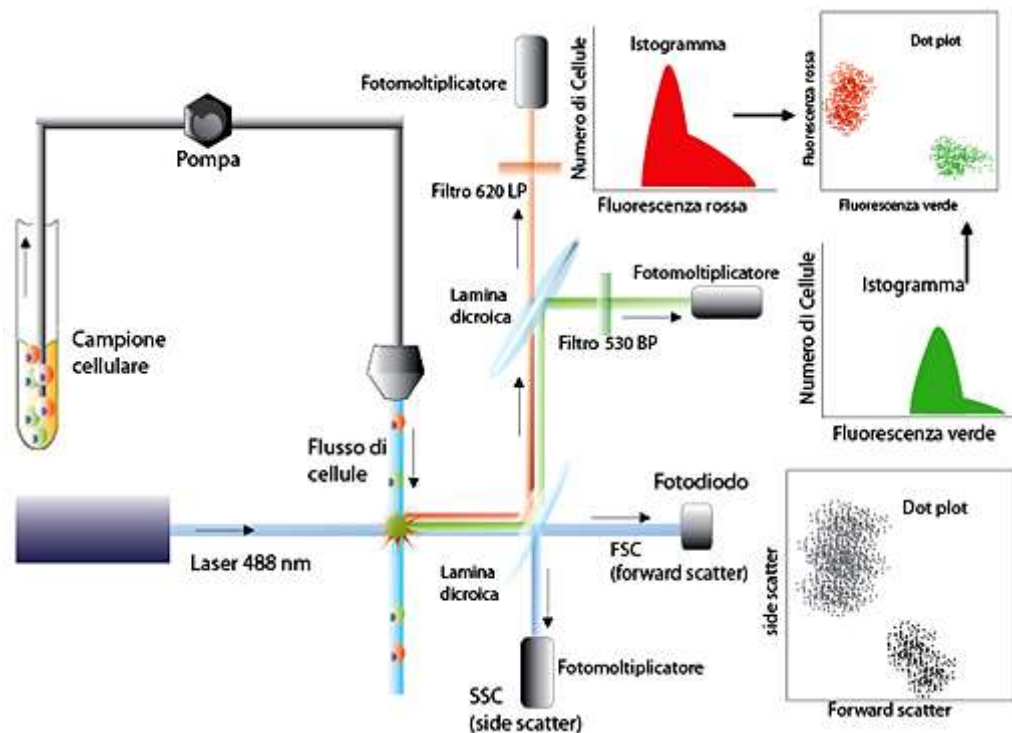 Fotomoltiplicatore
Pompa
Filtro 620 LP
Campione
cellulare
Lamina
dicroica
Fotomoltiplicatore
Filtro 530 BP
Flusso di
cellule
Laser 488 nm
Lamina
dicroica
Fotodiodo
FSC
(forward scatter)
Fotomoltiplicatore
SSC
(side scatter)
Istogramma
Numero di Cellule
Fluorescenza rossa
Dot plot
Fluorescenza rossa
Fluorescenza verde
Istogramma
Numero di Cellule
Fluorescenza verde
Dot plot
side scatter
Forward scatter